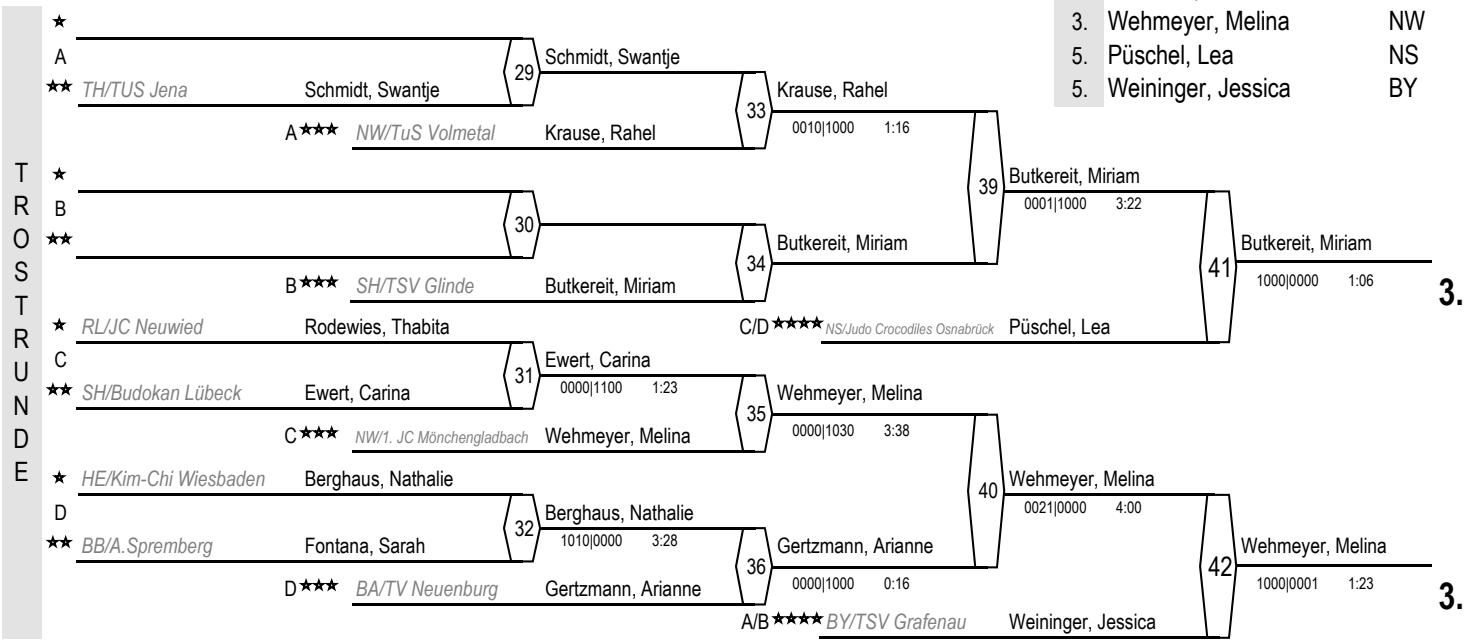 3. Wehmeyer, Melina NW
5. Püschel, Lea NS
5. Weininger, Jessica BY
TROSTRUNDE
★
A
★★ TH/TUS Jena Schmidt, Swantje
29
Schmidt, Swantje
A★★★ NW/TuS Volmetal Krause, Rahel
33
Krause, Rahel
0010|1000 1:16
★
B
★★
30
B★★★ SH/TSV Glinde Butkereit, Miriam
34
Butkereit, Miriam
39
Butkereit, Miriam
0001|1000 3:22
C/D★★★★ NS/Judo Crocodiles Osnabrück Püschel, Lea
41
Butkereit, Miriam
1000|0000 1:06
3.
★ RL/JC Neuwied Rodewies, Thabita
C
★★ SH/Budokan Lübeck Ewert, Carina
31
Ewert, Carina
0000|1100 1:23
C★★★ NW/1. JC Mönchengladbach Wehmeyer, Melina
35
Wehmeyer, Melina
0000|1030 3:38
★ HE/Kim-Chi Wiesbaden Berghaus, Nathalie
D
★★ BB/A.Spremberg Fontana, Sarah
32
Berghaus, Nathalie
1010|0000 3:28
D★★★ BA/TV Neuenburg Gertzmann, Arianne
36
Gertzmann, Arianne
0000|1000 0:16
40
Wehmeyer, Melina
0021|0000 4:00
A/B★★★★ BY/TSV Grafenau Weininger, Jessica
42
Wehmeyer, Melina
1000|0001 1:23
3.